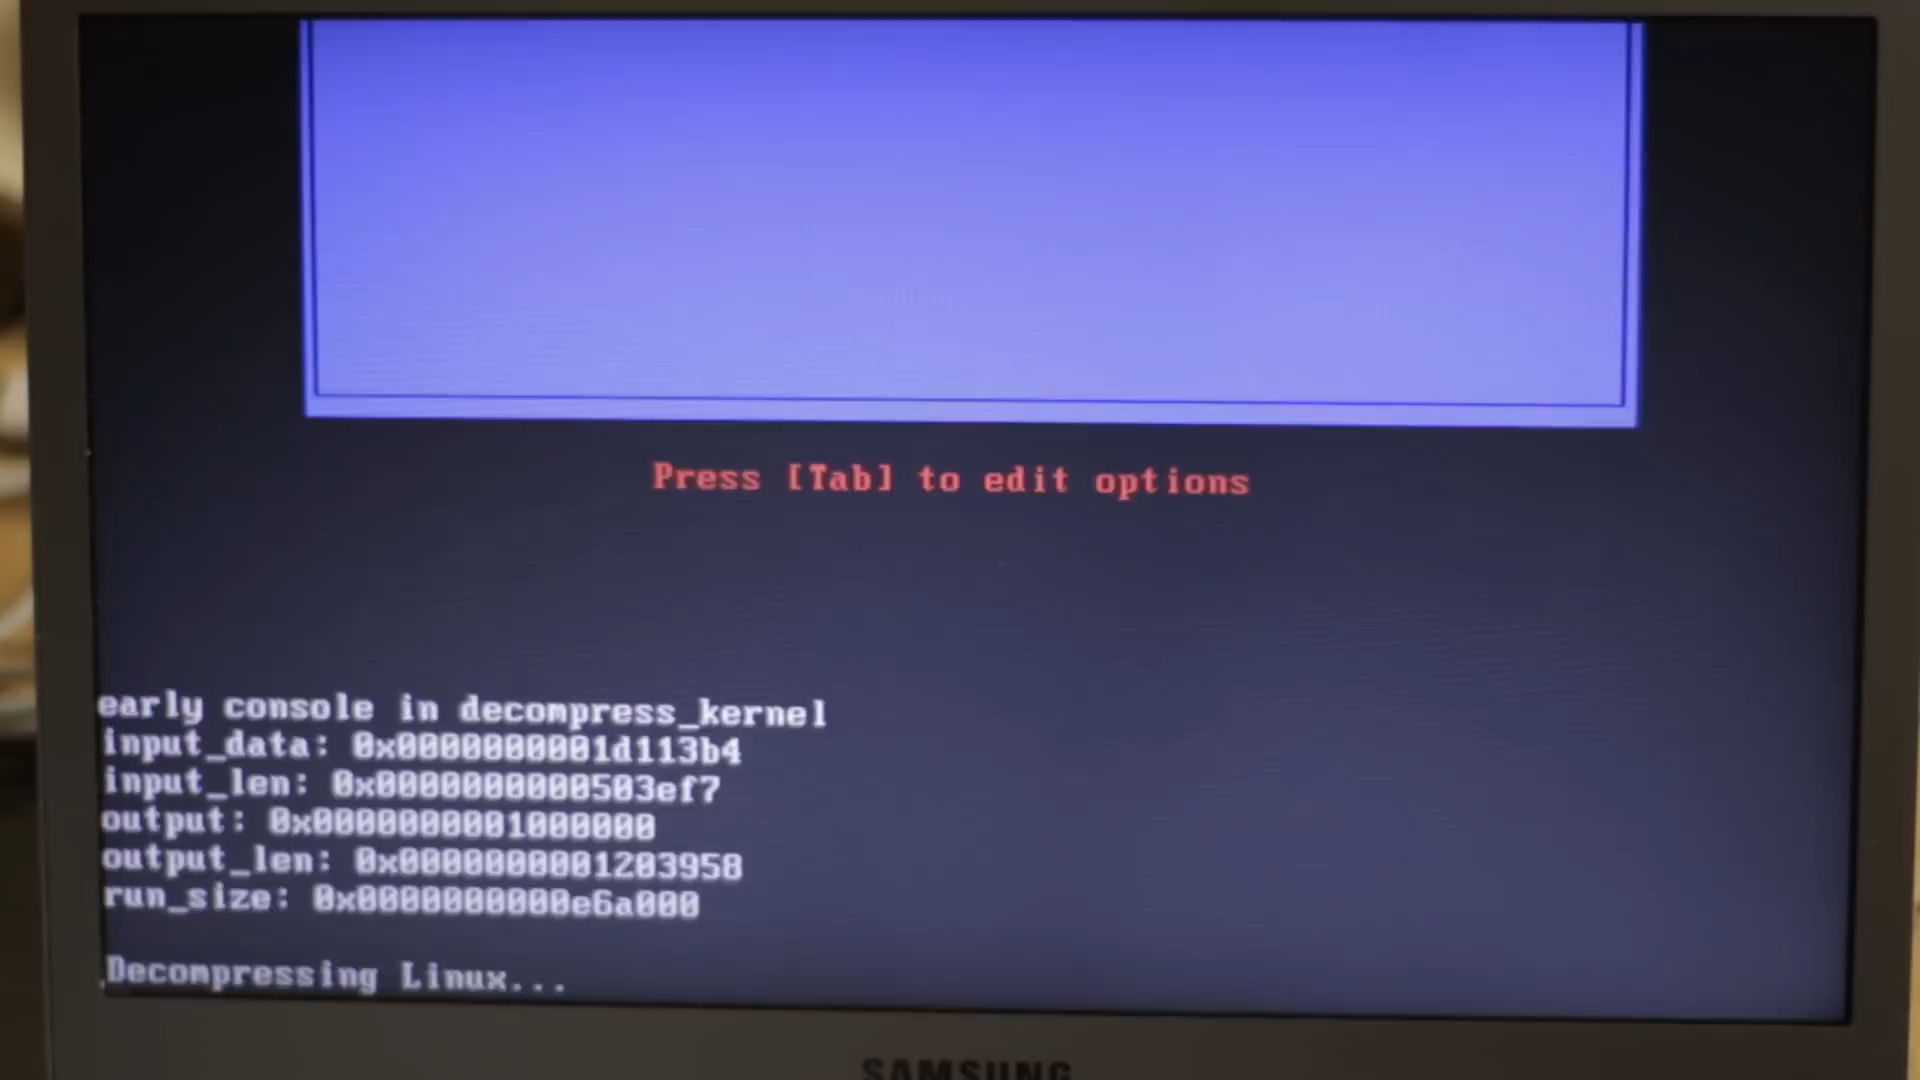 Press [Tab] to edit options
early console in decompress_kernel
input_data: 0x0000000001d113b4
input_len: 0x0000000000503ef7
output: 0x0000000001000000
output_len: 0x0000000001203958
run_size: 0x0000000000e6a000
Decompressing Linux...
SAMSUNG